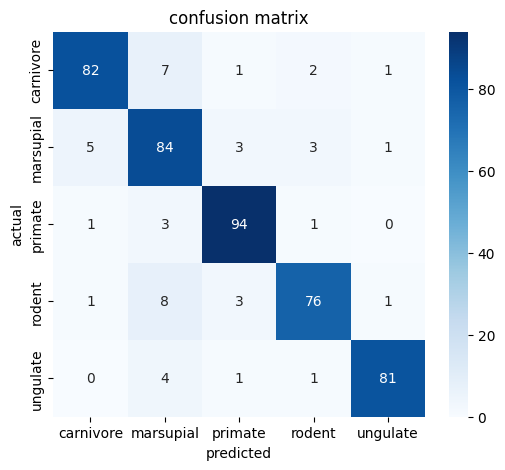 confusion matrix
carnivore 82 7 1 2 1
marsupial 5 84 3 3 1
primate 1 3 94 1 0
rodent 1 8 3 76 1
ungulate 0 4 1 1 81
actual
carnivore marsupial primate rodent ungulate
predicted
80
60
40
20
0